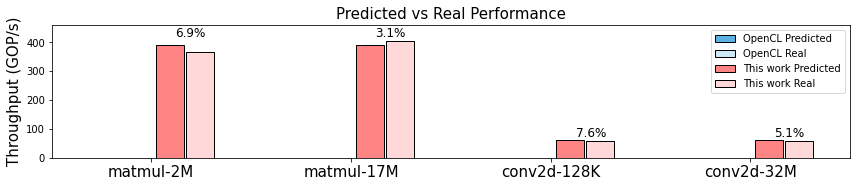 Predicted vs Real Performance
Throughput (GOP/s)
400
300
200
100
0
6.9%
3.1%
7.6%
5.1%
OpenCL Predicted
OpenCL Real
This work Predicted
This work Real
matmul-2M
matmul-17M
conv2d-128K
conv2d-32M